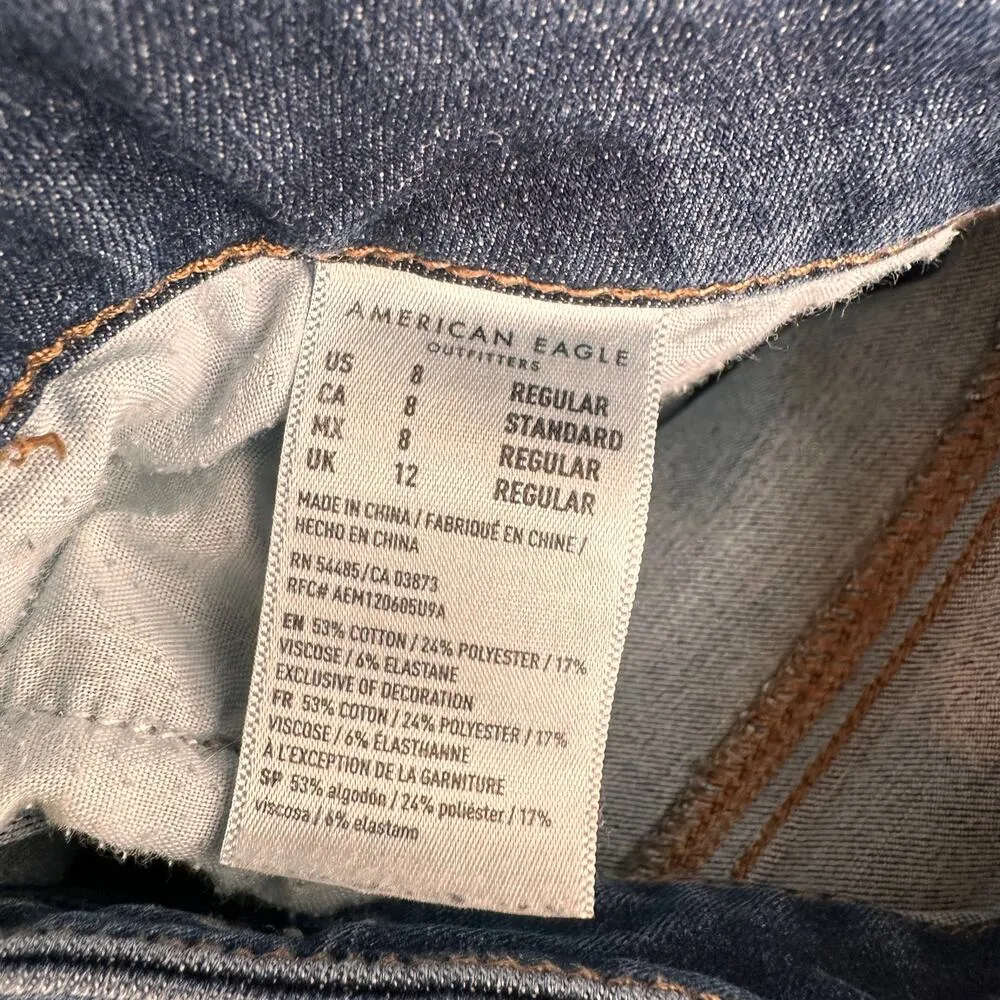 AMERICAN EAGLE
OUTFITTERS
US 8 REGULAR
CA 8 STANDARD
MX 8 REGULAR
UK 12 REGULAR
MADE IN CHINA / FABRIQUÉ EN CHINE /
HECHO EN CHINA
RN 54485 / CA 03873
RFC# AEM120605U9A
EN 53% COTTON / 24% POLYESTER / 17%
VISCOSE / 6% ELASTANE
EXCLUSIVE OF DECORATION
FR 53% COTON / 24% POLYESTER / 17%
VISCOSE / 6% ÉLASTHANNE
À L'EXCEPTION DE LA GARNITURE
SP 53% algodón / 24% poliéster / 17%
viscosa / 6% elastano